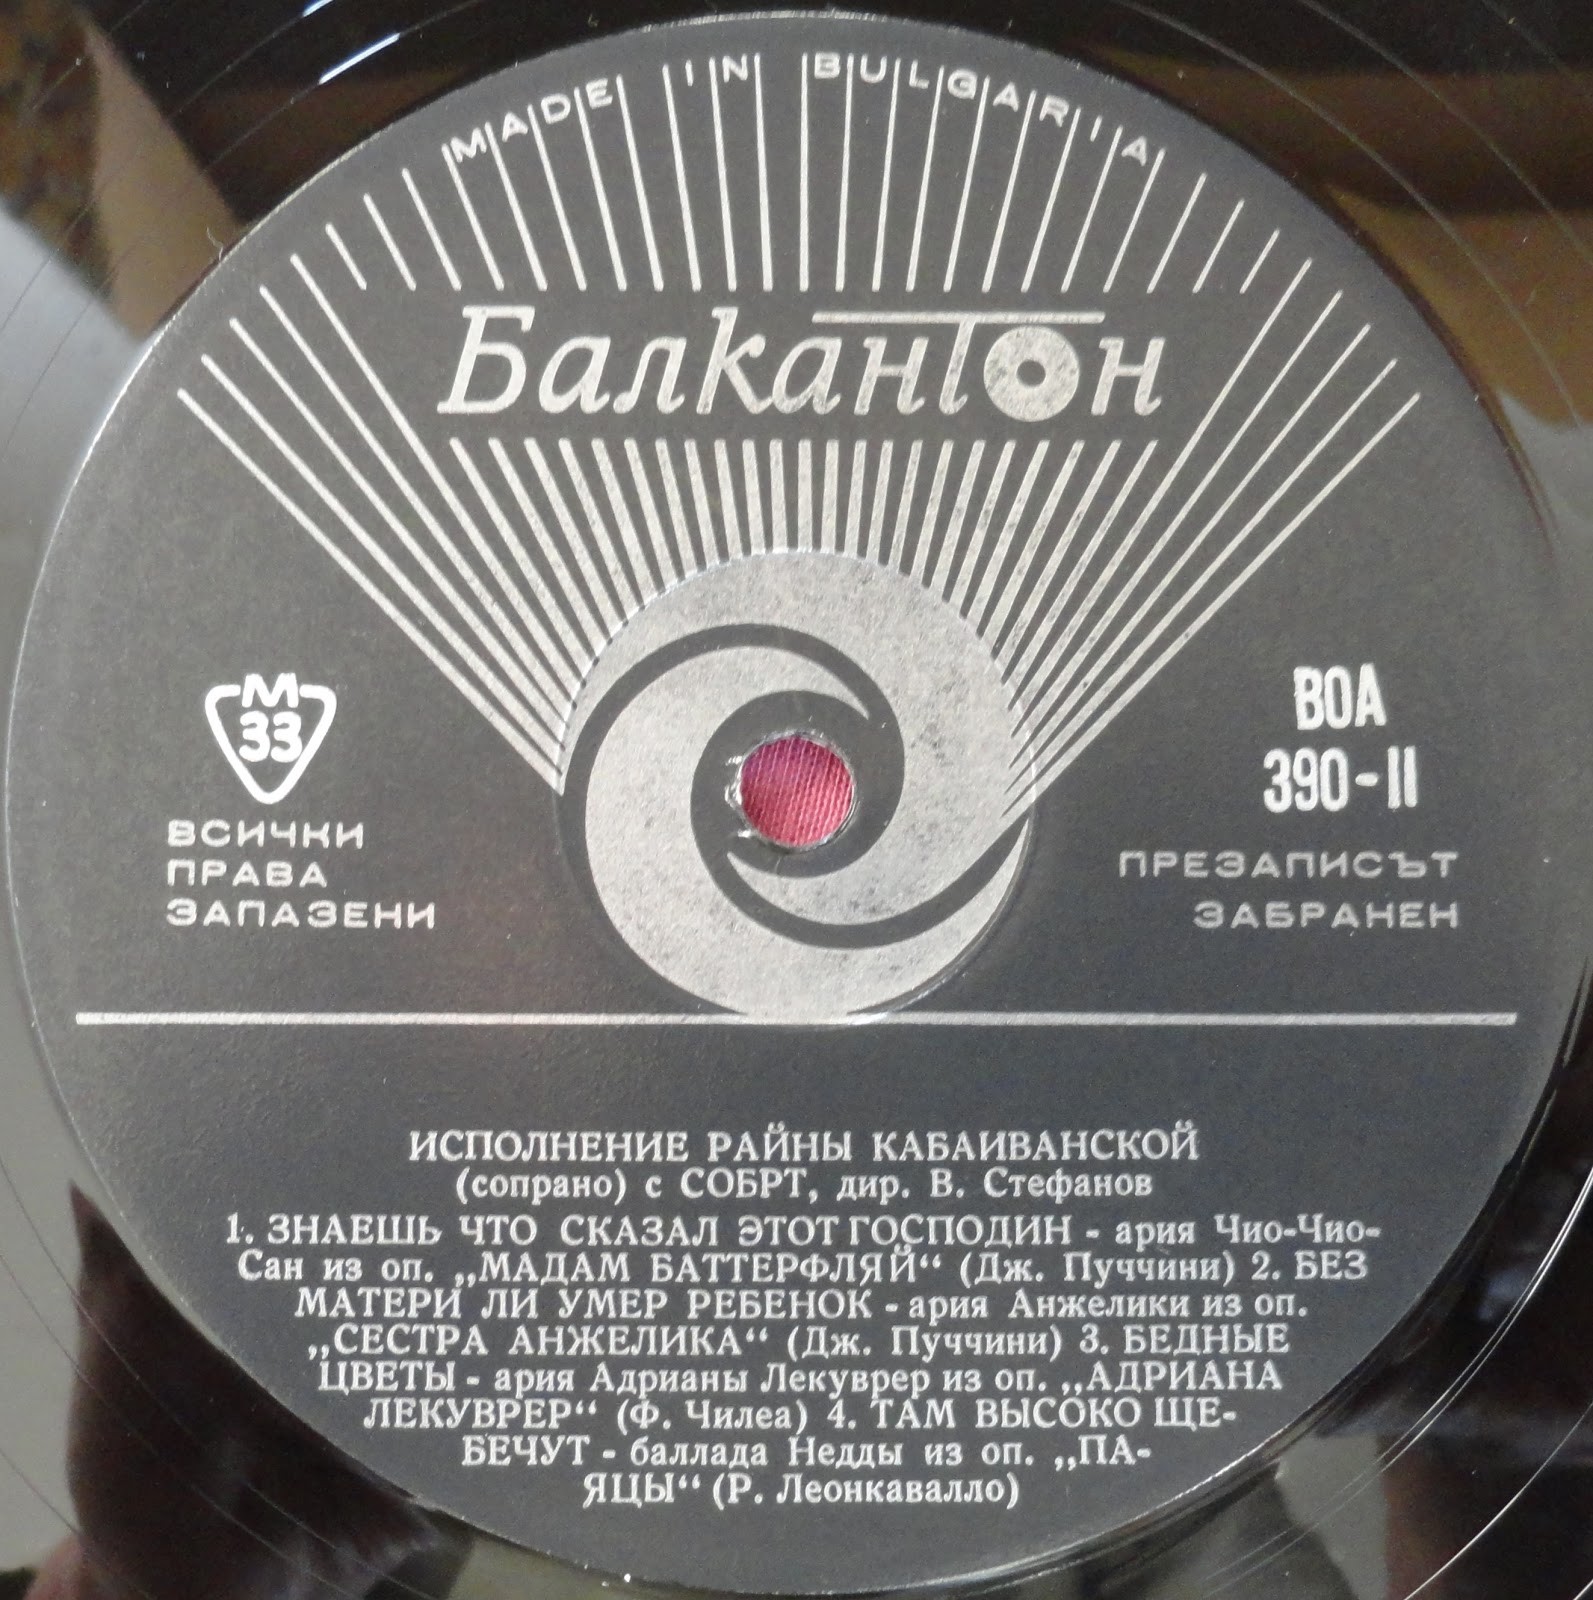 MADE IN BULGARIA
Балкантон
М
33
ВСИЧКИ
ПРАВА
ЗАПАЗЕНИ
ВОА
390-II
ПРЕЗАПИСЪТ
ЗАБРАНЕН
ИСПОЛНЕНИЕ РАЙНЫ КАБАИВАНСКОЙ
(сопрано) с СОБРТ, дир. В. Стефанов
1. ЗНАЕШЬ ЧТО СКАЗАЛ ЭТОТ ГОСПОДИН - ария Чио-Чио-
Сан из оп. „МАДАМ БАТТЕРФЛЯЙ“ (Дж. Пуччини) 2. БЕЗ
МАТЕРИ ЛИ УМЕР РЕБЕНОК - ария Анжелики из оп.
„СЕСТРА АНЖЕЛИКА“ (Дж. Пуччини) 3. БЕДНЫЕ
ЦВЕТЫ - ария Адрианы Лекуврер из оп. „АДРИАНА
ЛЕКУВРЕР“ (Ф. Чилеа) 4. ТАМ ВЫСОКО ЩЕ-
БЕЧУТ - баллада Недды из оп. „ПА-
ЯЦЫ“ (Р. Леонкавалло)